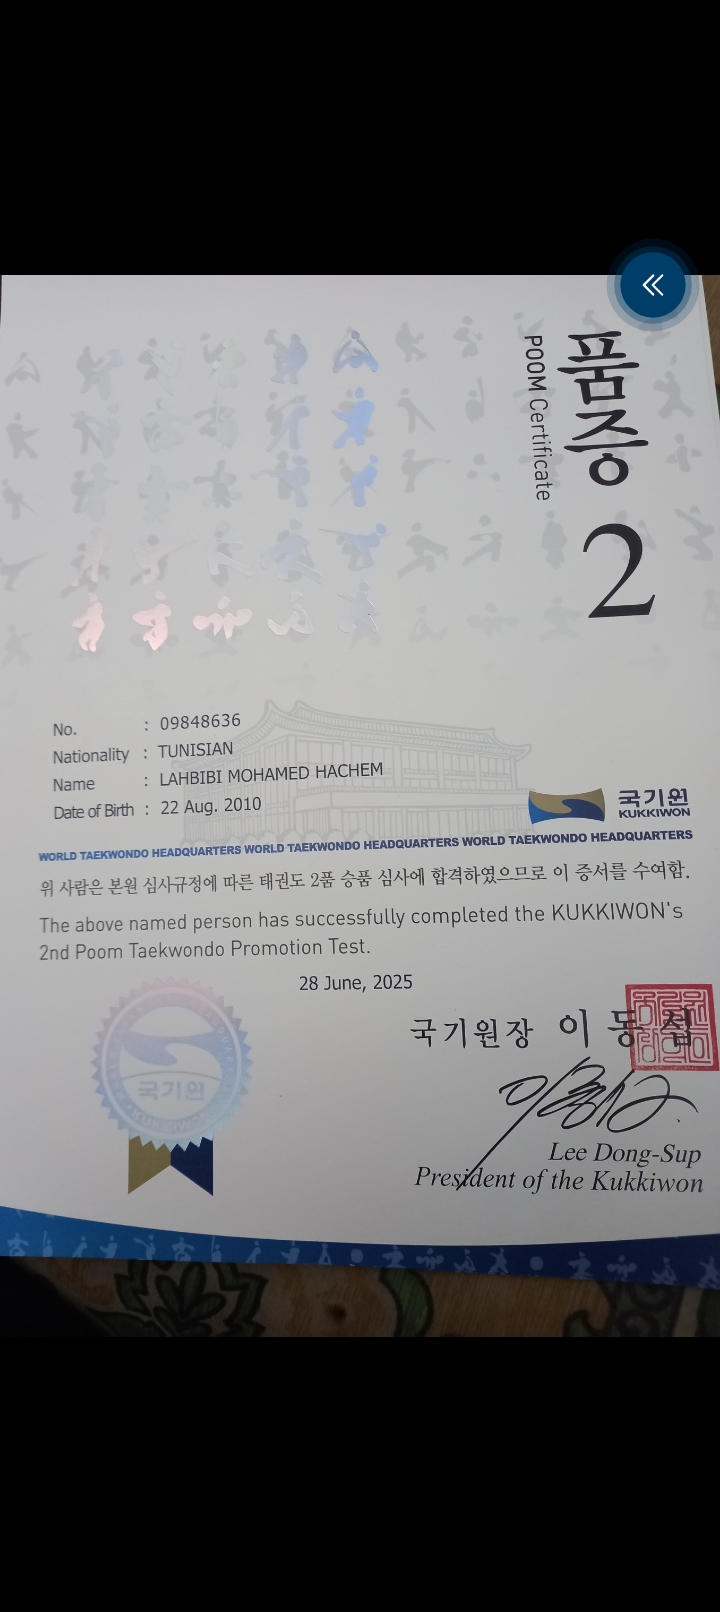 품증
POOM Certificate
2
No. : 09848636
Nationality : TUNISIAN
Name : LAHBIBI MOHAMED HACHEM
Date of Birth : 22 Aug. 2010
국기원
KUKKIWON
WORLD TAEKWONDO HEADQUARTERS WORLD TAEKWONDO HEADQUARTERS WORLD TAEKWONDO HEADQUARTERS
위 사람은 본원 심사규정에 따른 태권도 2품 승품 심사에 합격하였으므로 이 증서를 수여함.
The above named person has successfully completed the KUKKIWON's
2nd Poom Taekwondo Promotion Test.
28 June, 2025
국기원장 이 동 섭
국기원
KUKKIWON
Lee Dong-Sup
President of the Kukkiwon